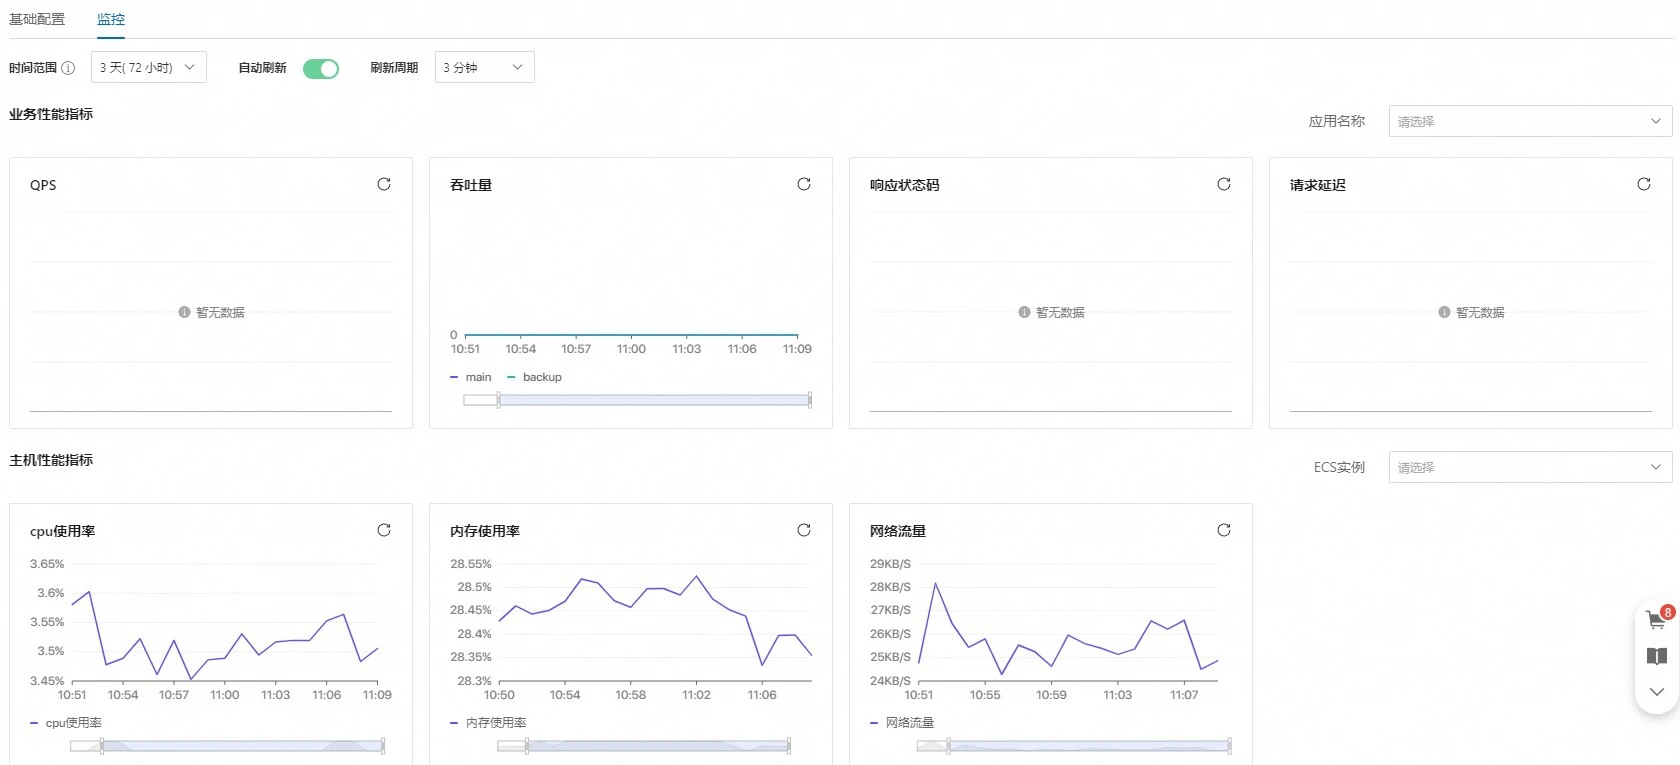 基础配置 监控
时间范围 3 天( 72 小时) 自动刷新 刷新周期 3 分钟
业务性能指标
应用名称 请选择
QPS
暂无数据
吞吐量
0
10:51 10:54 10:57 11:00 11:03 11:06 11:09
main backup
响应状态码
暂无数据
请求延迟
暂无数据
主机性能指标
ECS实例 请选择
cpu使用率
3.65%
3.6%
3.55%
3.5%
3.45%
10:51 10:54 10:57 11:00 11:03 11:06 11:09
cpu使用率
内存使用率
28.55%
28.5%
28.45%
28.4%
28.35%
28.3%
10:50 10:54 10:58 11:02 11:06
内存使用率
网络流量
29KB/S
28KB/S
27KB/S
26KB/S
25KB/S
24KB/S
10:51 10:55 10:59 11:03 11:07
网络流量
8